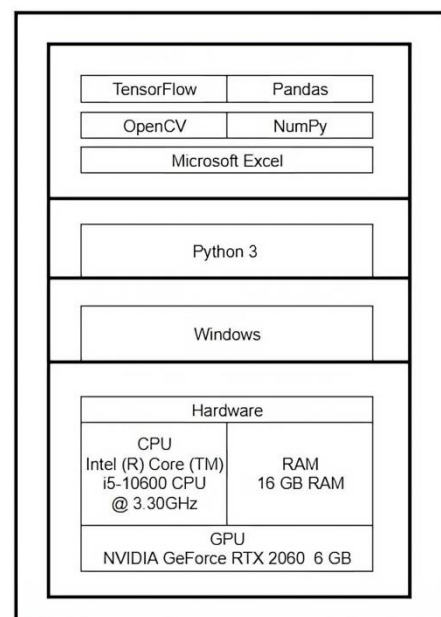 TensorFlow Pandas
OpenCV NumPy
Microsoft Excel
Python 3
Windows
Hardware
CPU
Intel (R) Core (TM)
i5-10600 CPU
@ 3.30GHz
RAM
16 GB RAM
GPU
NVIDIA GeForce RTX 2060 6 GB